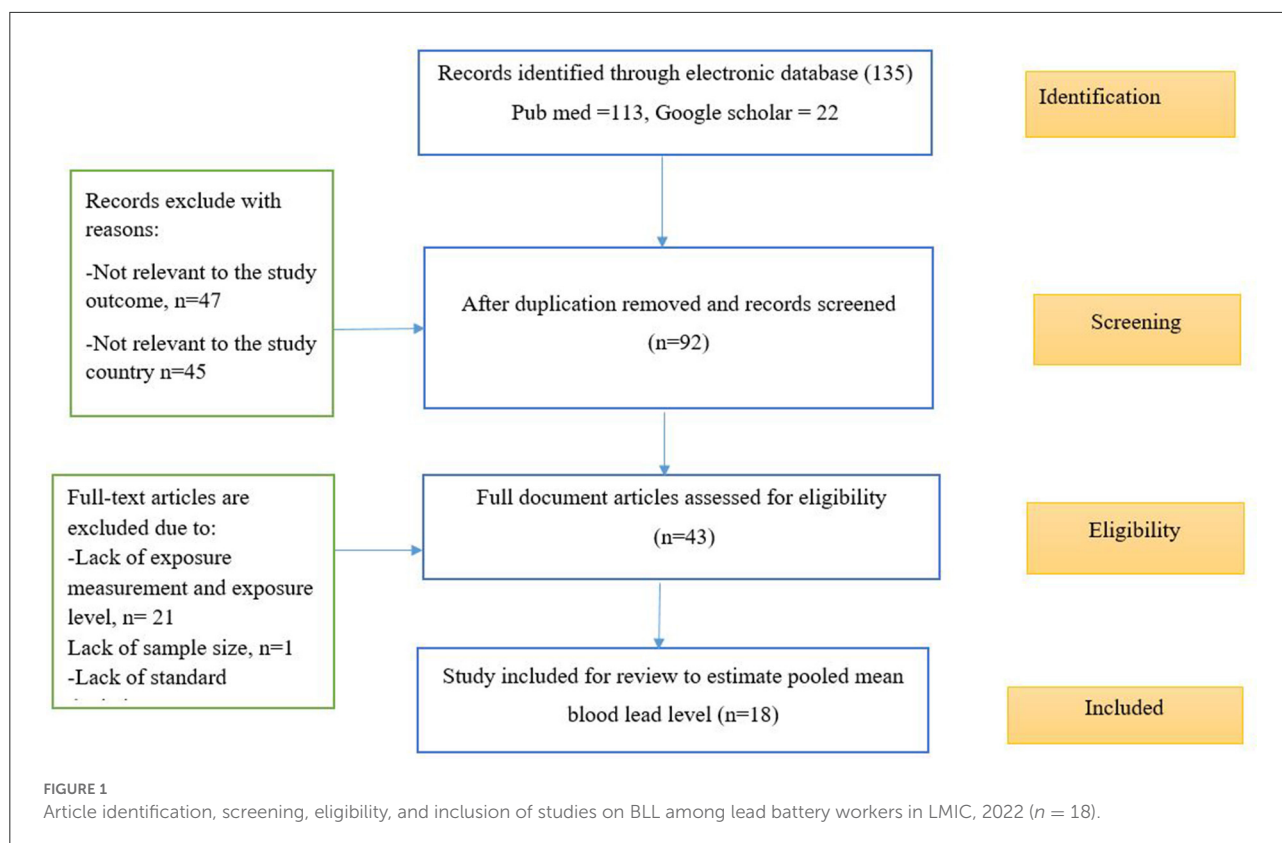 Records identified through electronic database (135)
Pub med =113, Google scholar = 22
Identification
Records exclude with
reasons:
-Not relevant to the study
outcome, n=47
-Not relevant to the study
country n=45
After duplication removed and records screened
(n=92)
Screening
Full-text articles are
excluded due to:
-Lack of exposure
measurement and exposure
level, n= 21
Lack of sample size, n=1
-Lack of standard
Full document articles assessed for eligibility
(n=43)
Eligibility
Study included for review to estimate pooled mean
blood lead level (n=18)
Included
FIGURE 1
Article identification, screening, eligibility, and inclusion of studies on BLL among lead battery workers in LMIC, 2022 (n = 18).